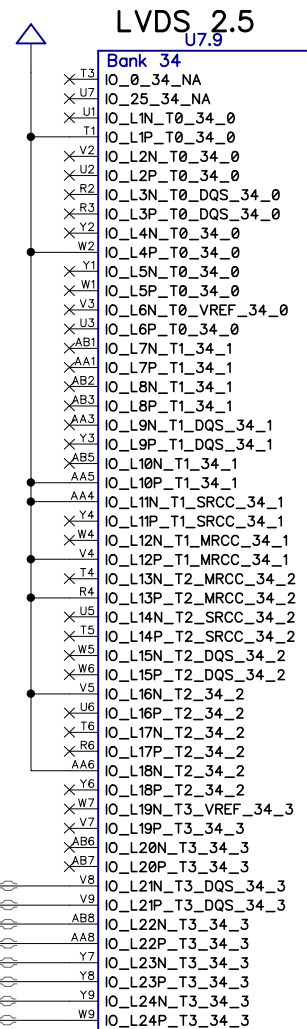 LVDS_2.5
U7.9
Bank 34
T3 IO_0_34_NA
U7 IO_25_34_NA
U1 IO_L1N_T0_34_0
T1 IO_L1P_T0_34_0
V2 IO_L2N_T0_34_0
U2 IO_L2P_T0_34_0
R2 IO_L3N_T0_DQS_34_0
R3 IO_L3P_T0_DQS_34_0
Y2 IO_L4N_T0_34_0
W2 IO_L4P_T0_34_0
Y1 IO_L5N_T0_34_0
W1 IO_L5P_T0_34_0
V3 IO_L6N_T0_VREF_34_0
U3 IO_L6P_T0_34_0
AB1 IO_L7N_T1_34_1
AA1 IO_L7P_T1_34_1
AB2 IO_L8N_T1_34_1
AB3 IO_L8P_T1_34_1
AA3 IO_L9N_T1_DQS_34_1
Y3 IO_L9P_T1_DQS_34_1
AB5 IO_L10N_T1_34_1
AA5 IO_L10P_T1_34_1
AA4 IO_L11N_T1_SRCC_34_1
Y4 IO_L11P_T1_SRCC_34_1
W4 IO_L12N_T1_MRCC_34_1
V4 IO_L12P_T1_MRCC_34_1
T4 IO_L13N_T2_MRCC_34_2
R4 IO_L13P_T2_MRCC_34_2
U5 IO_L14N_T2_SRCC_34_2
T5 IO_L14P_T2_SRCC_34_2
W5 IO_L15N_T2_DQS_34_2
W6 IO_L15P_T2_DQS_34_2
V5 IO_L16N_T2_34_2
U6 IO_L16P_T2_34_2
T6 IO_L17N_T2_34_2
R6 IO_L17P_T2_34_2
AA6 IO_L18N_T2_34_2
Y6 IO_L18P_T2_34_2
W7 IO_L19N_T3_VREF_34_3
V7 IO_L19P_T3_34_3
AB6 IO_L20N_T3_34_3
AB7 IO_L20P_T3_34_3
V8 IO_L21N_T3_DQS_34_3
V9 IO_L21P_T3_DQS_34_3
AB8 IO_L22N_T3_34_3
AA8 IO_L22P_T3_34_3
Y7 IO_L23N_T3_34_3
Y8 IO_L23P_T3_34_3
Y9 IO_L24N_T3_34_3
W9 IO_L24P_T3_34_3